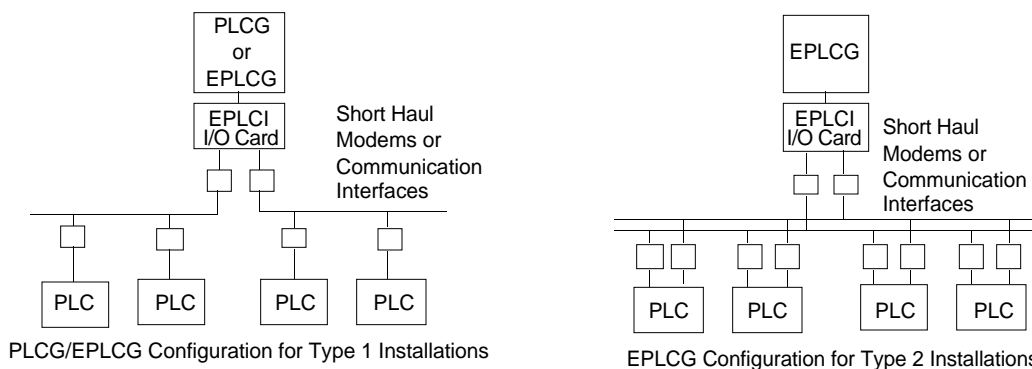 PLCG
or
EPLCG
EPLCI
I/O Card
Short Haul
Modems or
Communication
Interfaces
PLC PLC PLC PLC
PLCG/EPLCG Configuration for Type 1 Installations
EPLCG
EPLCI
I/O Card
Short Haul
Modems or
Communication
Interfaces
PLC PLC PLC PLC
EPLCG Configuration for Type 2 Installations